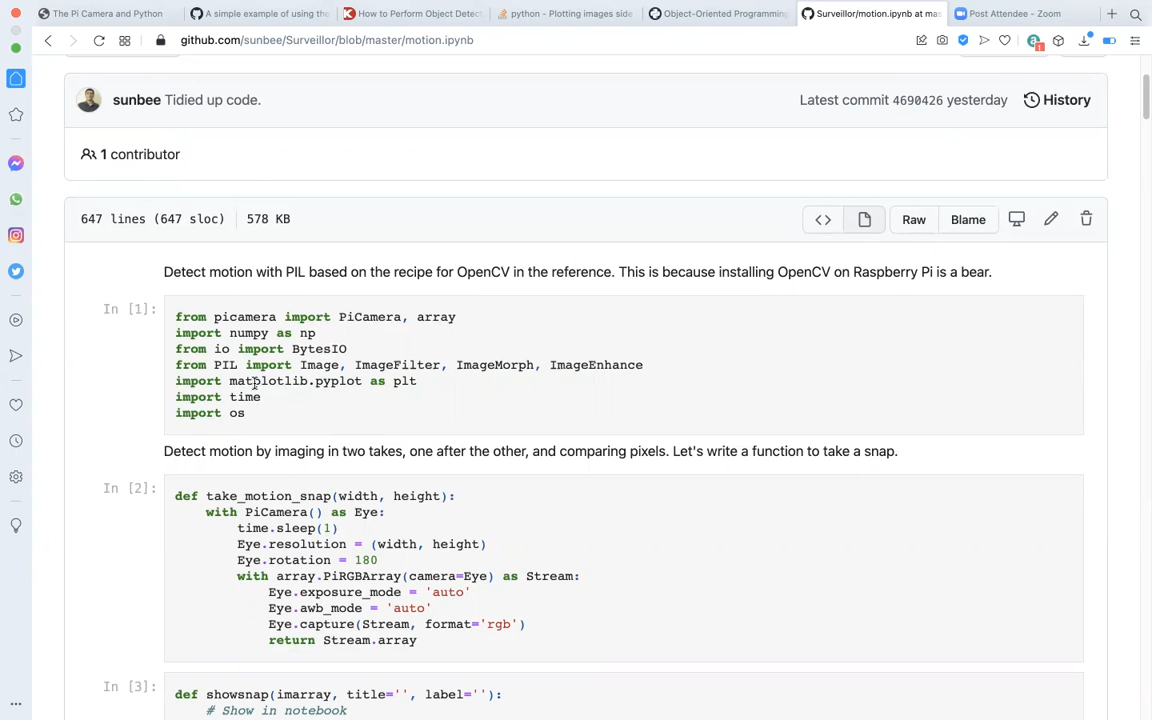 The Pi Camera and Python
A simple example of using the
How to Perform Object Detect
python - Plotting images side
Object-Oriented Programming
Surveillor/motion.ipynb at mas
Post Attendee - Zoom
github.com/sunbee/Surveillor/blob/master/motion.ipynb
1
sunbee Tidied up code.
Latest commit 4690426 yesterday
History
1 contributor
647 lines (647 sloc) 578 KB
Raw
Blame
Detect motion with PIL based on the recipe for OpenCV in the reference. This is because installing OpenCV on Raspberry Pi is a bear.
In [1]:
from picamera import PiCamera, array
import numpy as np
from io import BytesIO
from PIL import Image, ImageFilter, ImageMorph, ImageEnhance
import matplotlib.pyplot as plt
import time
import os
Detect motion by imaging in two takes, one after the other, and comparing pixels. Let's write a function to take a snap.
In [2]:
def take_motion_snap(width, height):
    with PiCamera() as Eye:
        time.sleep(1)
        Eye.resolution = (width, height)
        Eye.rotation = 180
        with array.PiRGBArray(camera=Eye) as Stream:
            Eye.exposure_mode = 'auto'
            Eye.awb_mode = 'auto'
            Eye.capture(Stream, format='rgb')
            return Stream.array
In [3]:
def showsnap(imarray, title='', label=''):
    # Show in notebook